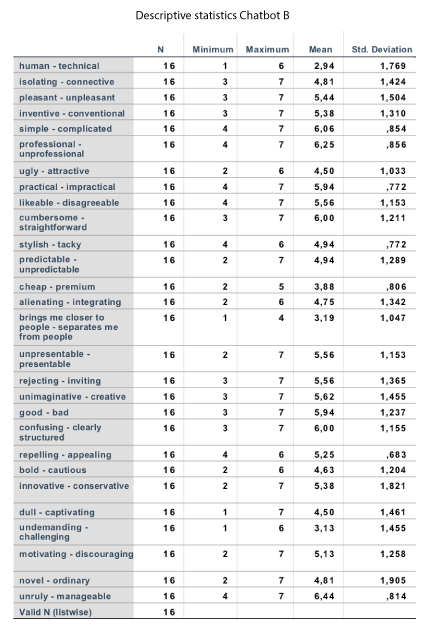 Descriptive statistics Chatbot B
N Minimum Maximum Mean Std. Deviation
human - technical 16 1 6 2,94 1,769
isolating - connective 16 3 7 4,81 1,424
pleasant - unpleasant 16 3 7 5,44 1,504
inventive - conventional 16 3 7 5,38 1,310
simple - complicated 16 4 7 6,06 ,854
professional - 16 4 7 6,25 ,856
unprofessional
ugly - attractive 16 2 6 4,50 1,033
practical - impractical 16 4 7 5,94 ,772
likeable - disagreeable 16 4 7 5,56 1,153
cumbersome - 16 3 7 6,00 1,211
straightforward
stylish - tacky 16 4 6 4,94 ,772
predictable - 16 2 7 4,94 1,289
unpredictable
cheap - premium 16 2 5 3,88 ,806
alienating - integrating 16 2 6 4,75 1,342
brings me closer to 16 1 4 3,19 1,047
people - separates me
from people
unpresentable - 16 2 7 5,56 1,153
presentable
rejecting - inviting 16 3 7 5,56 1,365
unimaginative - creative 16 3 7 5,62 1,455
good - bad 16 3 7 5,94 1,237
confusing - clearly 16 3 7 6,00 1,155
structured
repelling - appealing 16 4 6 5,25 ,683
bold - cautious 16 2 6 4,63 1,204
innovative - conservative 16 2 7 5,38 1,821
dull - captivating 16 1 7 4,50 1,461
undemanding - 16 1 6 3,13 1,455
challenging
motivating - discouraging 16 2 7 5,13 1,258
novel - ordinary 16 2 7 4,81 1,905
unruly - manageable 16 4 7 6,44 ,814
Valid N (listwise) 16